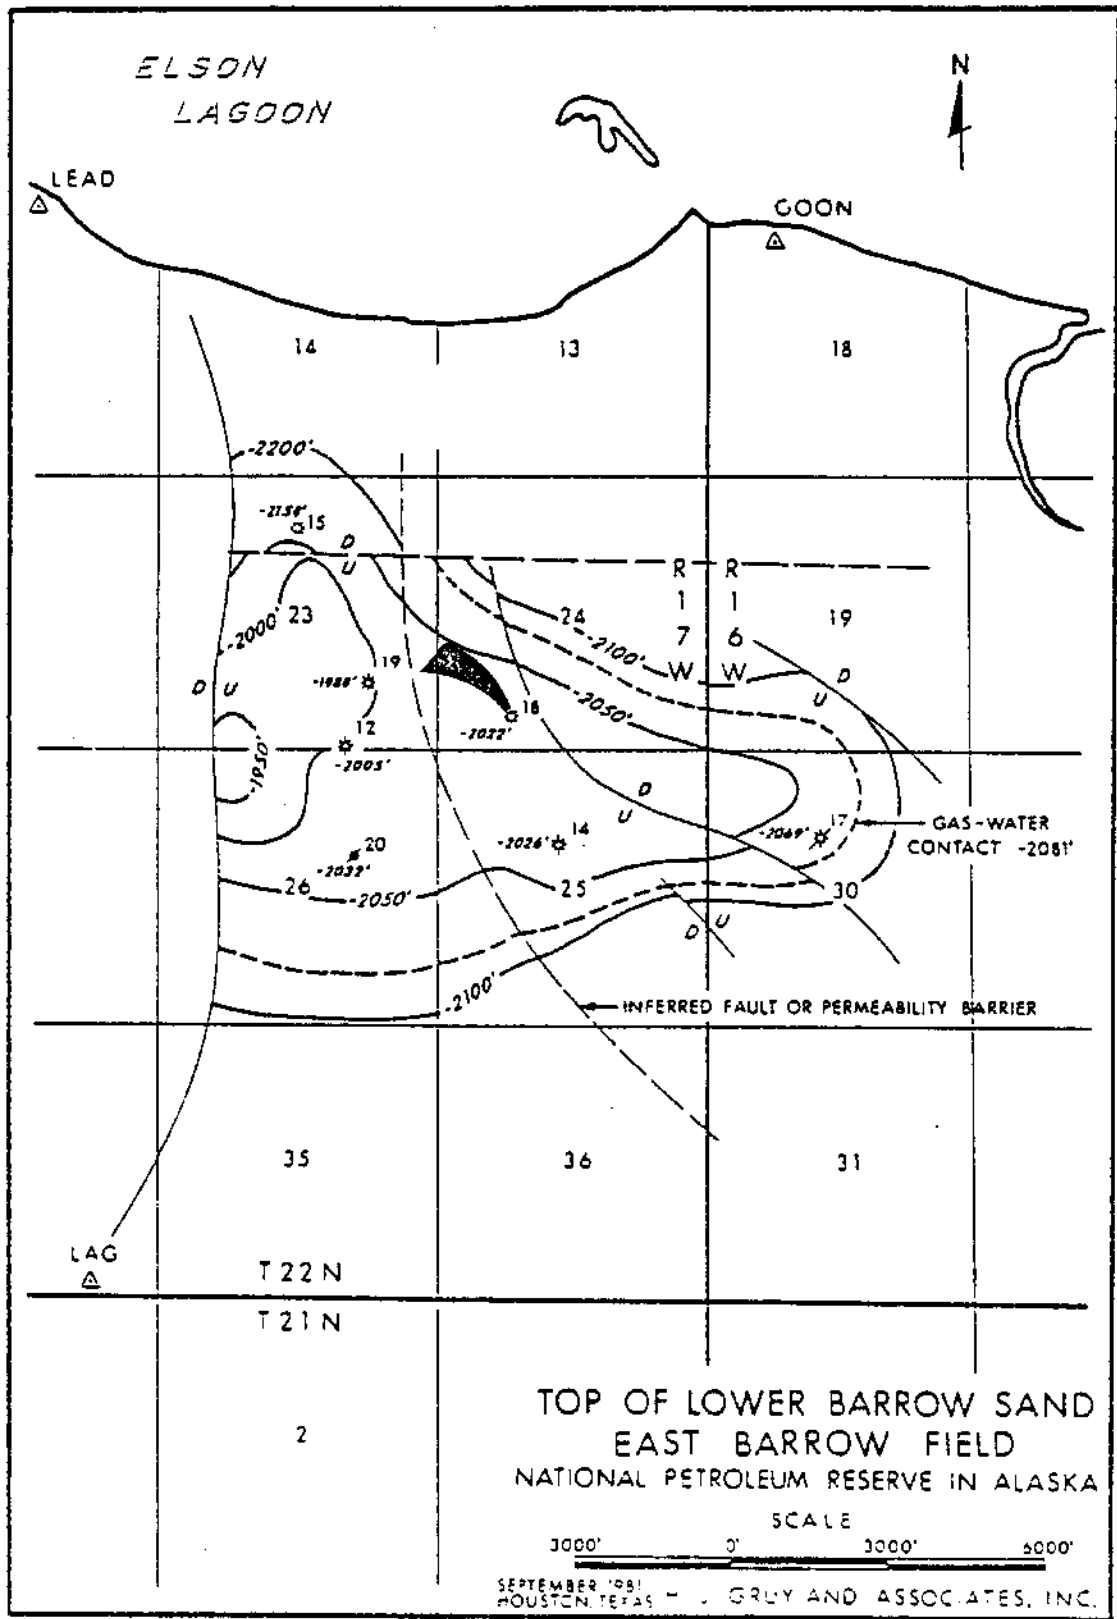 ELSON
LAGOON
N
LEAD
COON
14
13
18
-2200'
-2158'
15
D
U
R
1
7
W
R
1
6
W
23
24
19
-2000'
-2100'
D
U
19
-1988'
D U
18
-2022'
-2050'
12
-2005'
-1950'
D
U
17
-2069'
GAS-WATER
CONTACT -2081'
14
-2026'
20
-2032'
26
-2050'
25
30
D U
-2100'
INFERRED FAULT OR PERMEABILITY BARRIER
35
36
31
LAG
T 22 N
T 21 N
2
TOP OF LOWER BARROW SAND
EAST BARROW FIELD
NATIONAL PETROLEUM RESERVE IN ALASKA
SCALE
3000' 0' 3000' 6000'
SEPTEMBER 1981
HOUSTON, TEXAS
GRUY AND ASSOCIATES, INC.